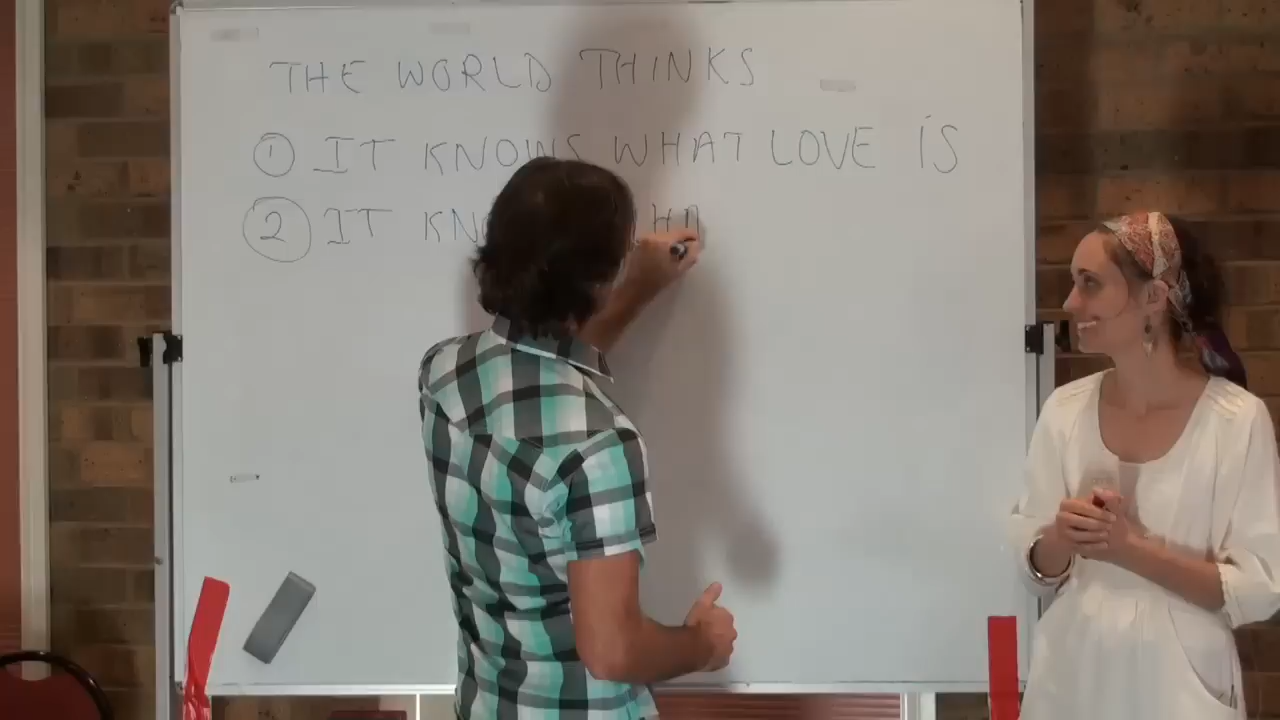 THE WORLD THINKS
① IT KNOWS WHAT LOVE IS
② IT